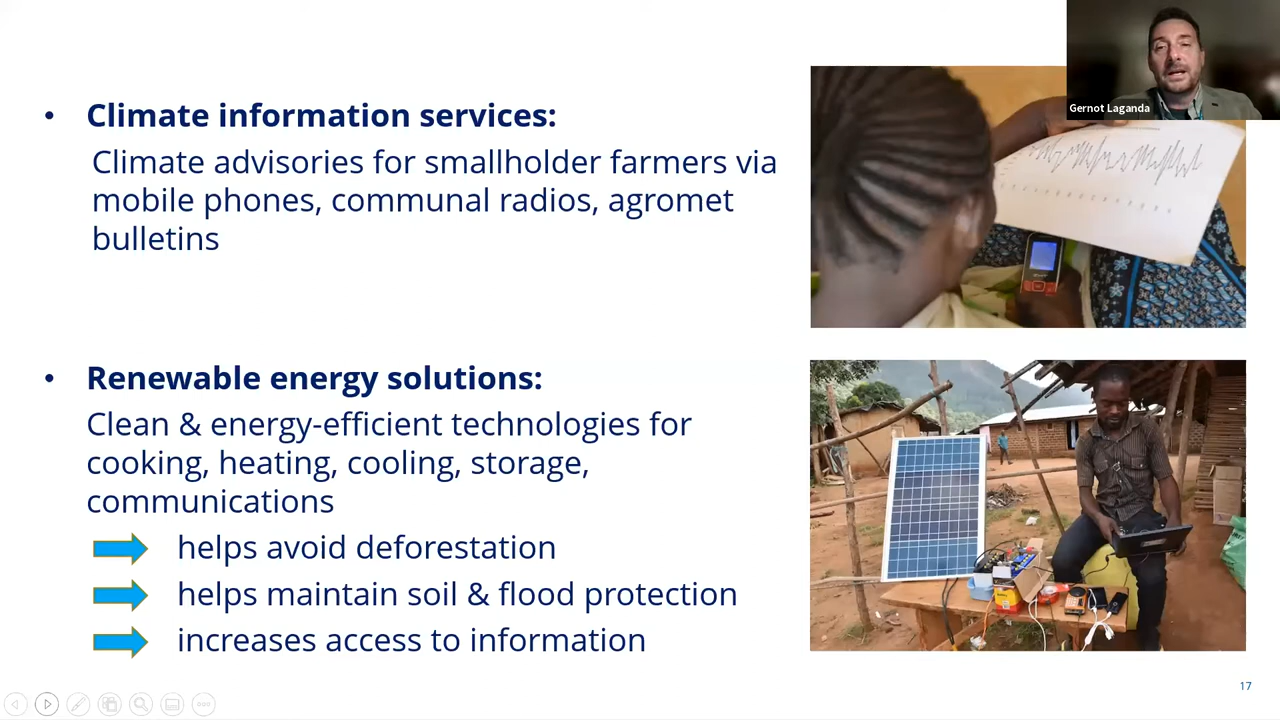 Gernot Laganda
• Climate information services:
Climate advisories for smallholder farmers via
mobile phones, communal radios, agromet
bulletins
• Renewable energy solutions:
Clean & energy-efficient technologies for
cooking, heating, cooling, storage,
communications
helps avoid deforestation
helps maintain soil & flood protection
increases access to information
17